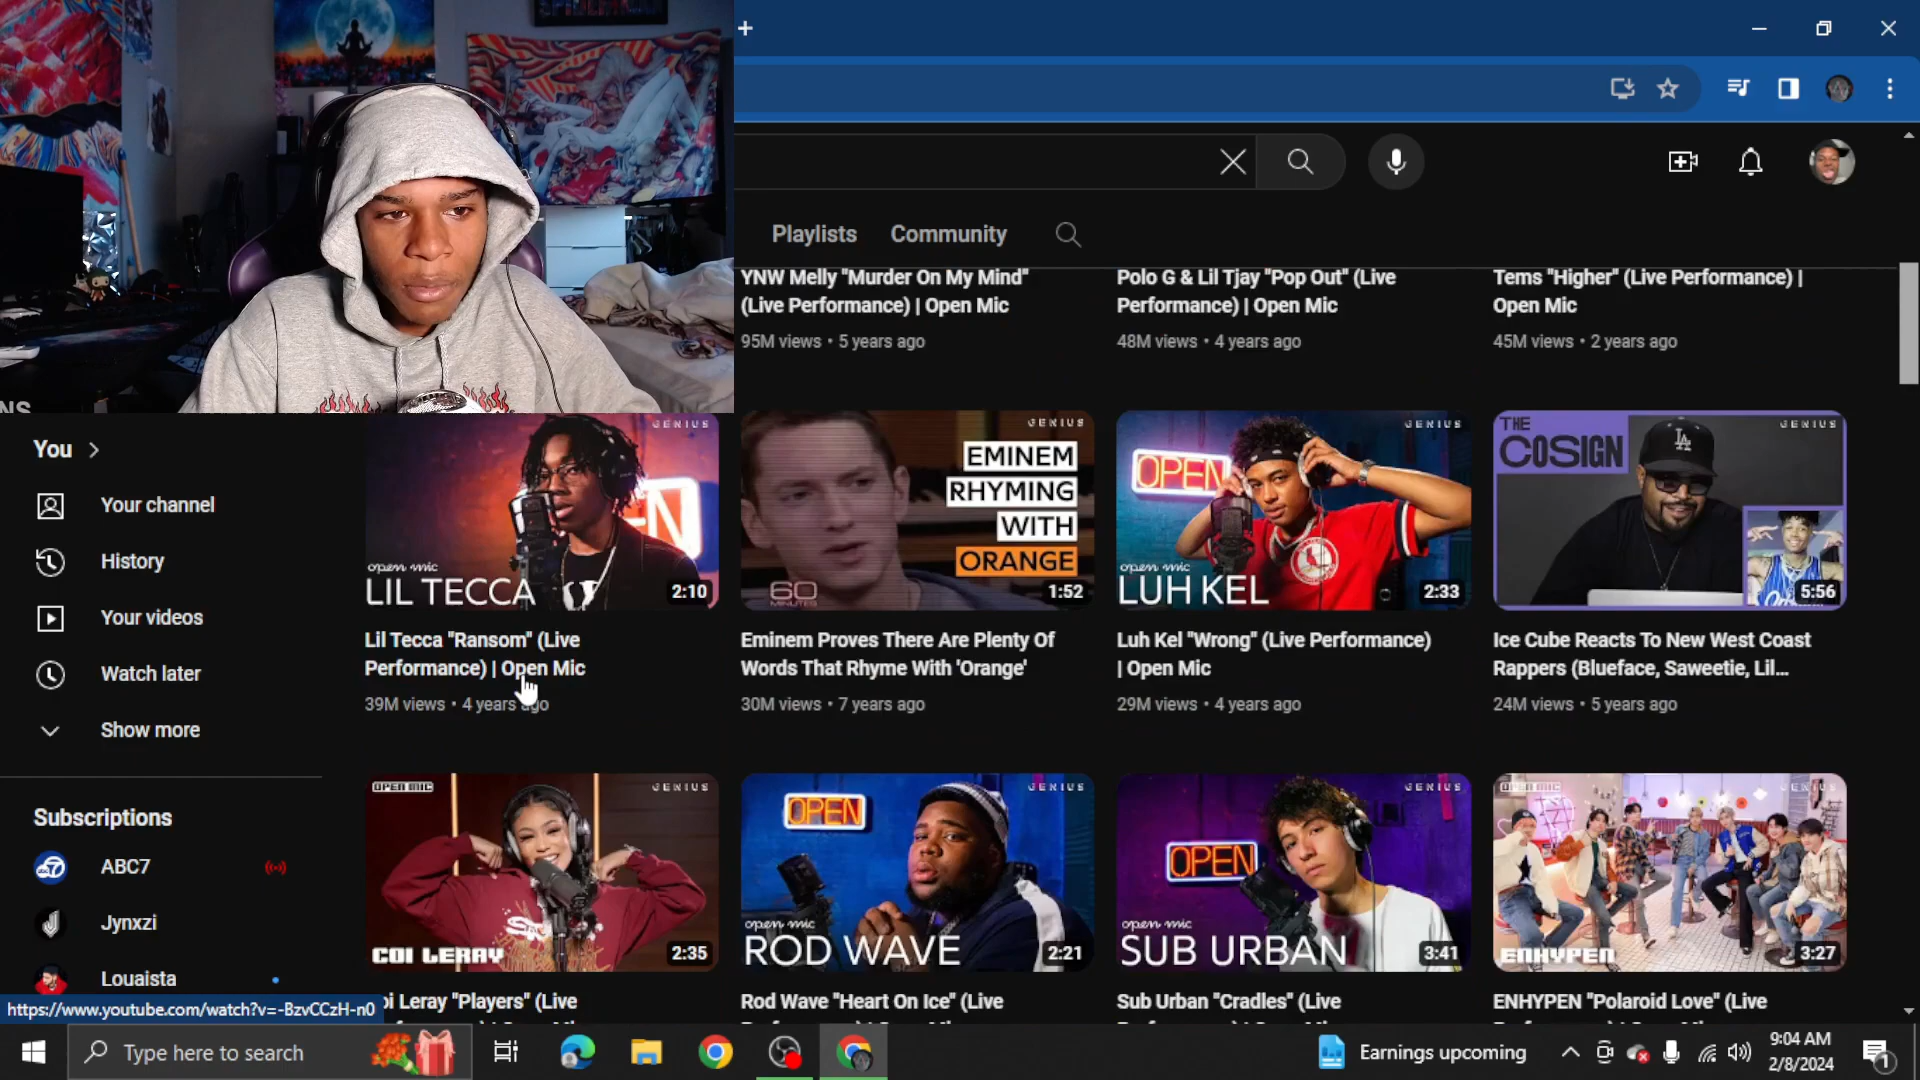 Playlists Community
YNW Melly "Murder On My Mind"
(Live Performance) | Open Mic
95M views • 5 years ago
Polo G & Lil Tjay "Pop Out" (Live
Performance) | Open Mic
48M views • 4 years ago
Tems "Higher" (Live Performance) |
Open Mic
45M views • 2 years ago
NS
You
Your channel
History
Your videos
Watch later
Show more
Subscriptions
ABC7
Jynxzi
Louaista
GENIUS
OPEN
open mic
LIL TECCA
2:10
Lil Tecca "Ransom" (Live
Performance) | Open Mic
39M views • 4 years ago
GENIUS
EMINEM
RHYMING
WITH
ORANGE
60
MINUTES
1:52
Eminem Proves There Are Plenty Of
Words That Rhyme With 'Orange'
30M views • 7 years ago
GENIUS
OPEN
open mic
LUH KEL
2:33
Luh Kel "Wrong" (Live Performance)
| Open Mic
29M views • 4 years ago
THE
COSIGN
GENIUS
LA
5:56
Ice Cube Reacts To New West Coast
Rappers (Blueface, Saweetie, Lil...
24M views • 5 years ago
OPEN MIC
GENIUS
COI LERAY
2:35
oi Leray "Players" (Live
GENIUS
OPEN
open mic
ROD WAVE
2:21
Rod Wave "Heart On Ice" (Live
GENIUS
OPEN
open mic
SUB URBAN
3:41
Sub Urban "Cradles" (Live
OPEN MIC
GENIUS
ENHYPEN
3:27
ENHYPEN "Polaroid Love" (Live
https://www.youtube.com/watch?v=-BzvCCzH-n0
Type here to search
Earnings upcoming
9:04 AM
2/8/2024
1